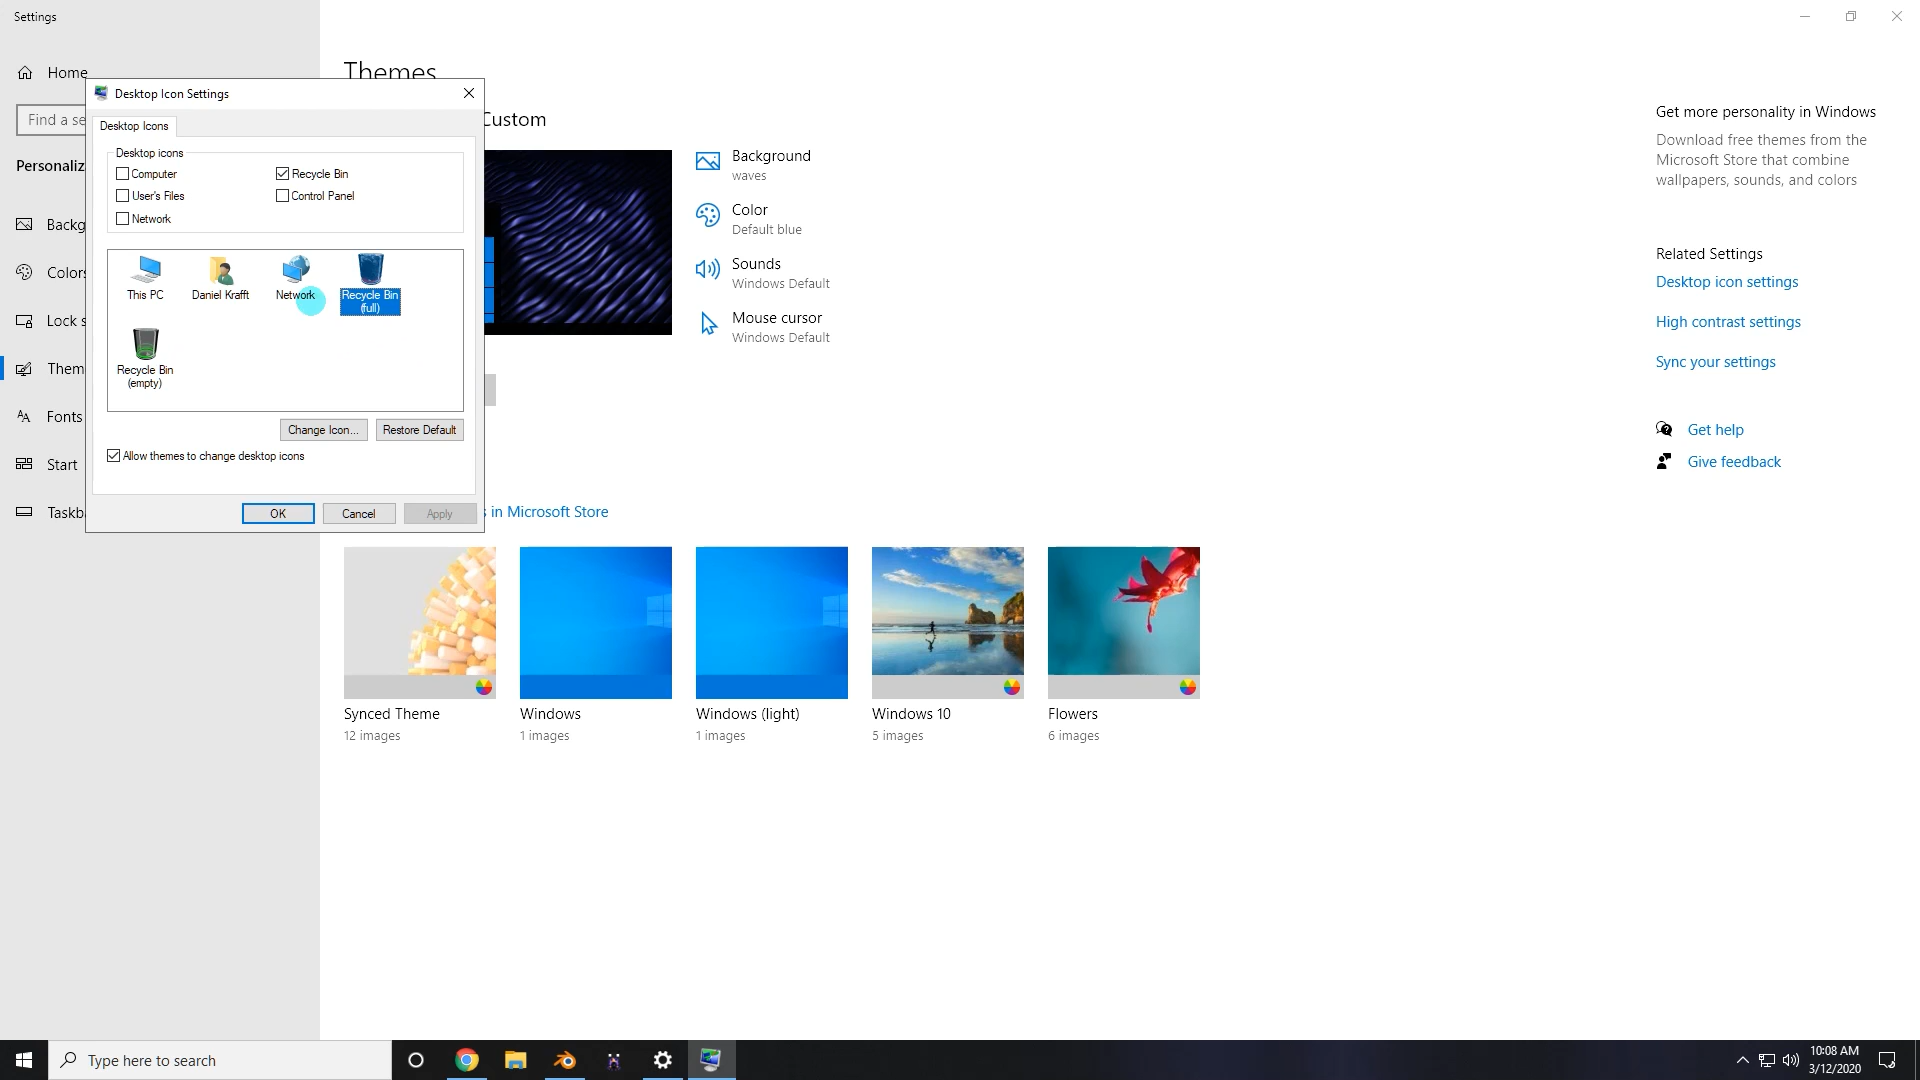 Settings
Home
Find a se
Personaliz
Backg
Colors
Lock s
Them
Fonts
Start
Taskba
Desktop Icon Settings
Desktop Icons
Desktop icons
Computer
Recycle Bin
User's Files
Control Panel
Network
This PC
Daniel Krafft
Network
Recycle Bin
(full)
Recycle Bin
(empty)
Change Icon...
Restore Default
Allow themes to change desktop icons
OK
Cancel
Apply
Themes
Custom
Background
waves
Color
Default blue
Sounds
Windows Default
Mouse cursor
Windows Default
s in Microsoft Store
Synced Theme
12 images
Windows
1 images
Windows (light)
1 images
Windows 10
5 images
Flowers
6 images
Get more personality in Windows
Download free themes from the
Microsoft Store that combine
wallpapers, sounds, and colors
Related Settings
Desktop icon settings
High contrast settings
Sync your settings
Get help
Give feedback
Type here to search
10:08 AM
3/12/2020